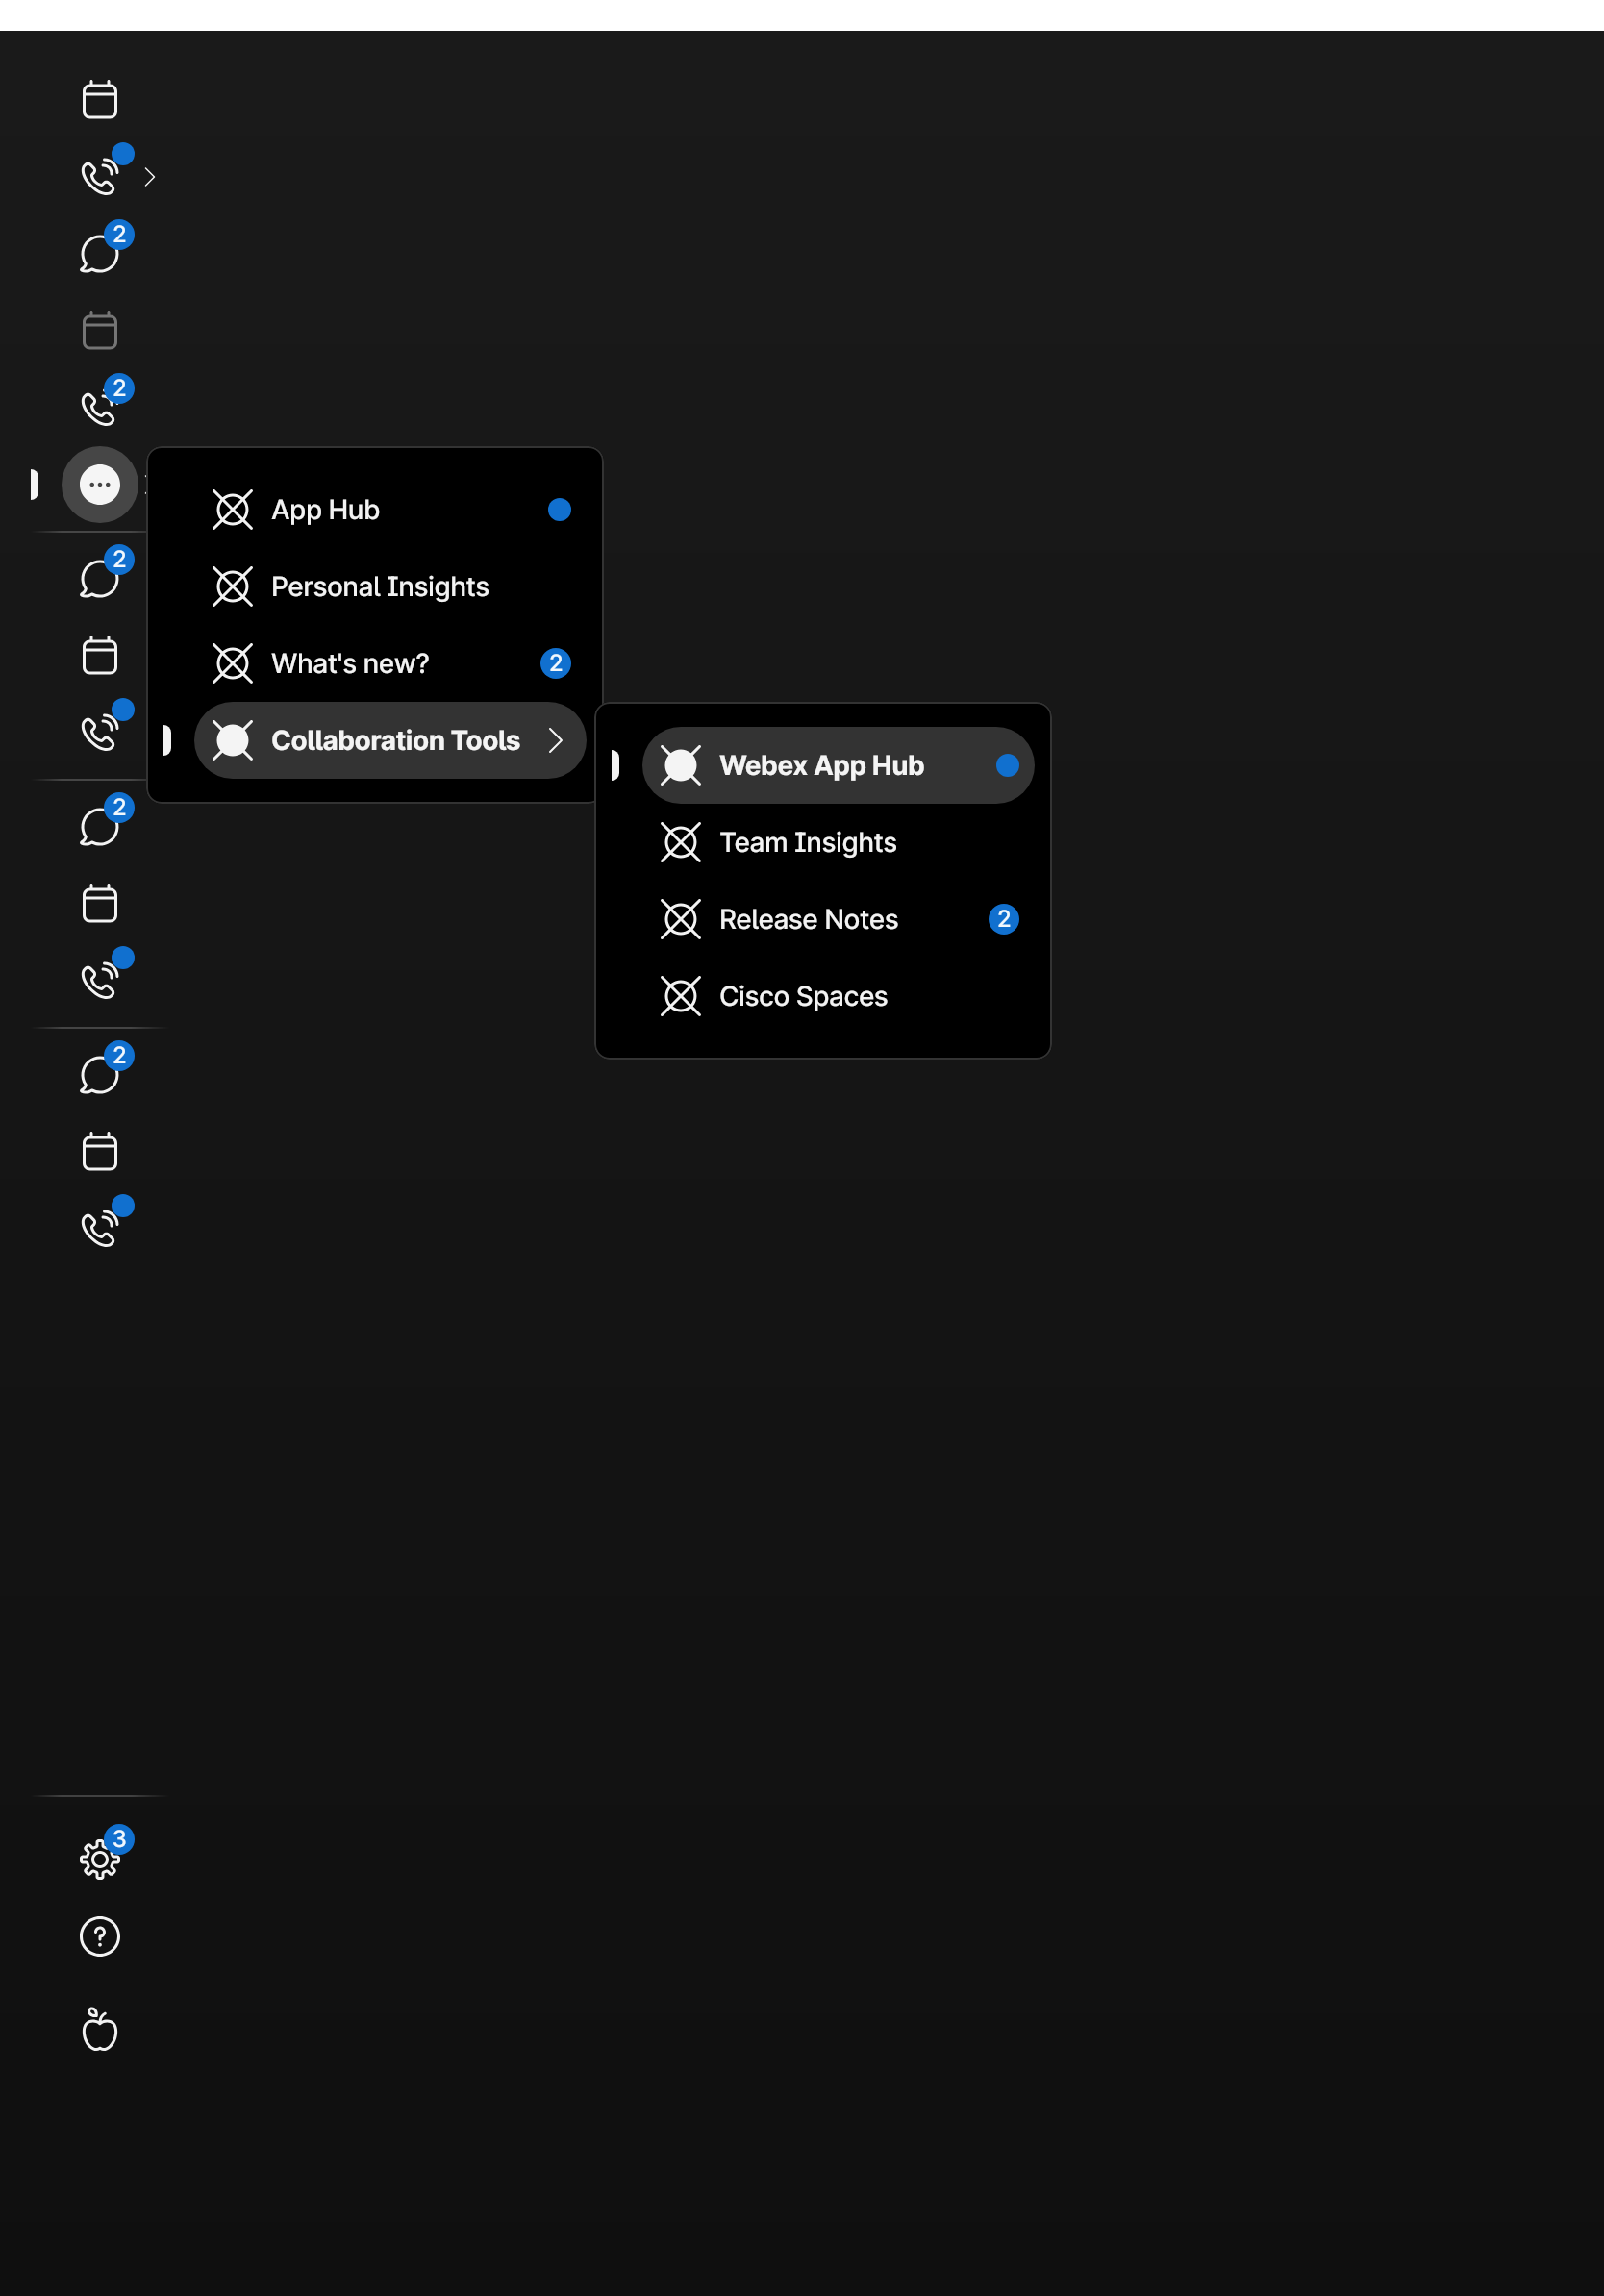 2
2
App Hub
Personal Insights
What's new? 2
Collaboration Tools
2
Webex App Hub
Team Insights
Release Notes 2
Cisco Spaces
2
2
3
?